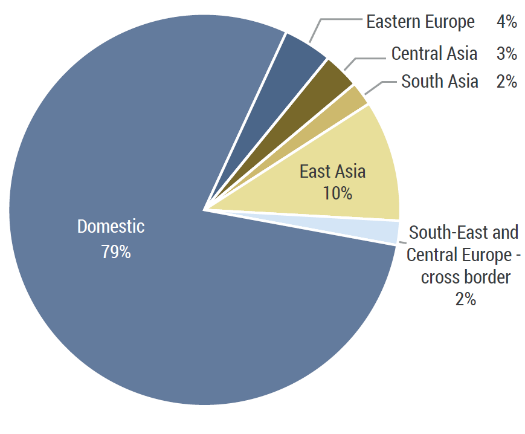 Eastern Europe 4%
Central Asia 3%
South Asia 2%
East Asia
10%
Domestic
79%
South-East and
Central Europe -
cross border
2%